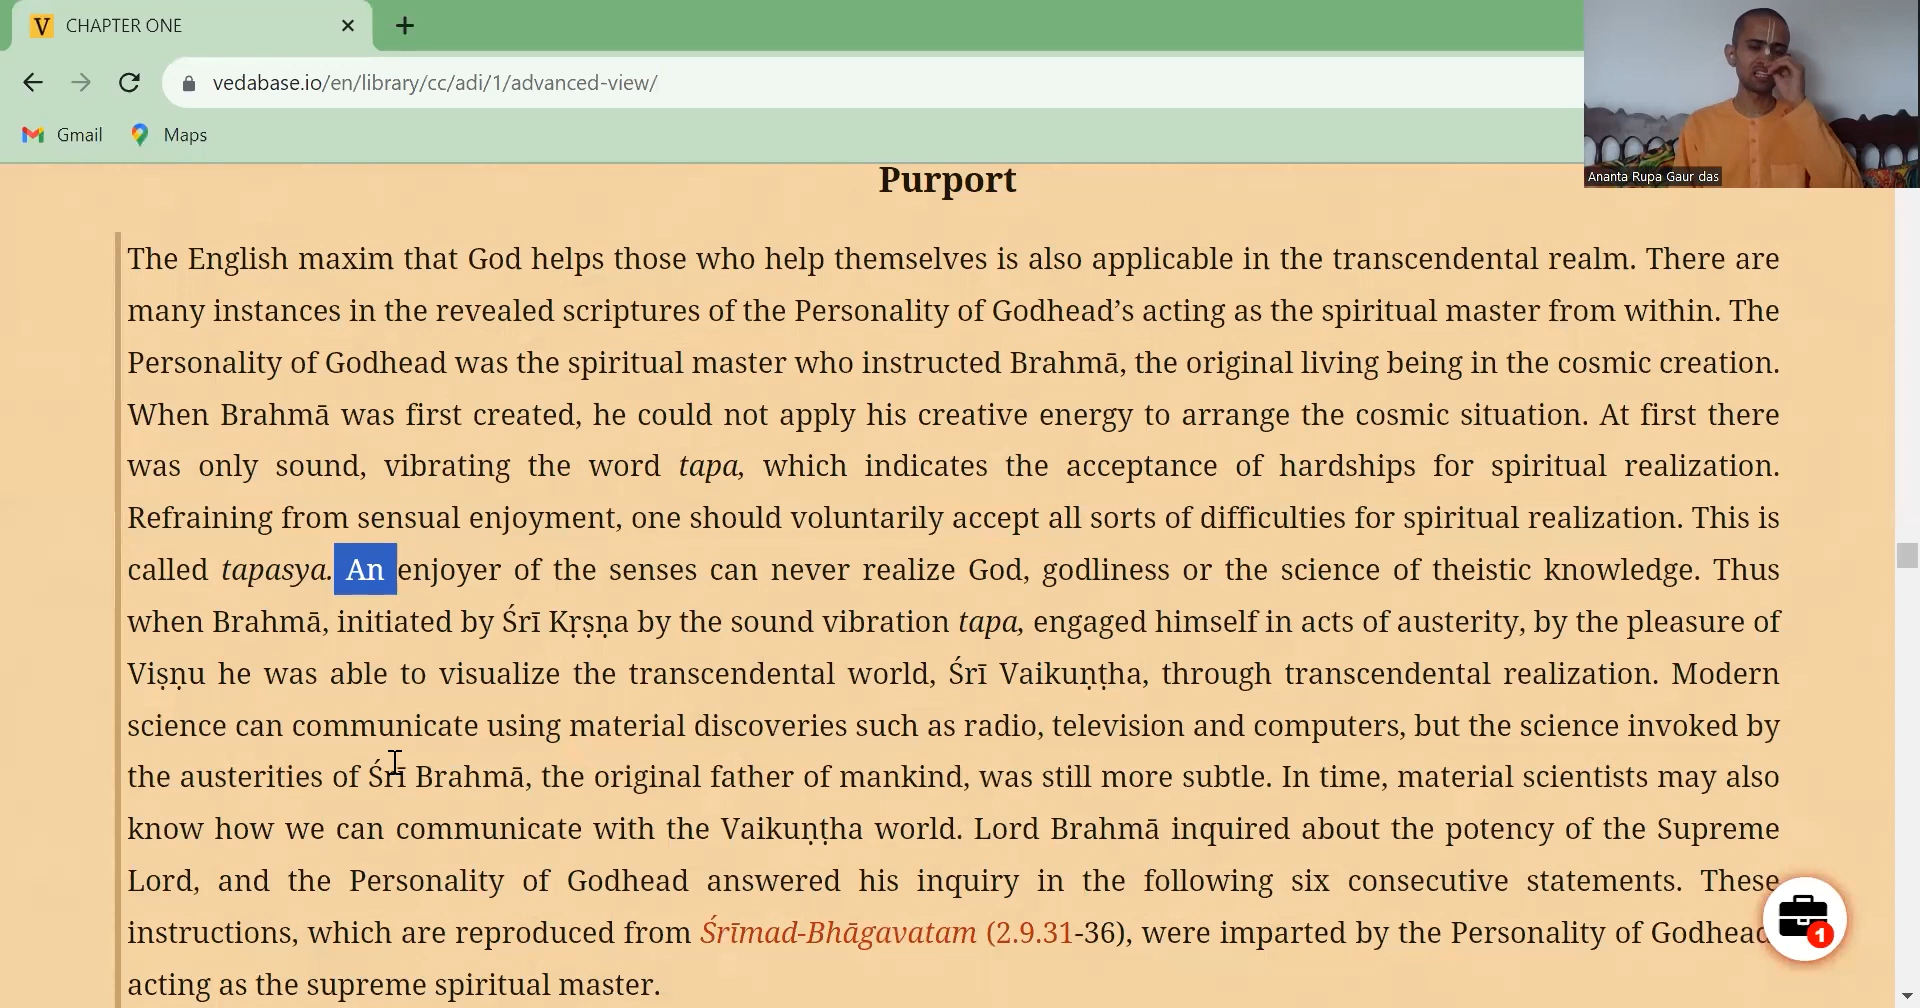 V CHAPTER ONE
vedabase.io/en/library/cc/adi/1/advanced-view/
Gmail Maps
Ananta Rupa Gaur das
Purport
The English maxim that God helps those who help themselves is also applicable in the transcendental realm. There are
many instances in the revealed scriptures of the Personality of Godhead’s acting as the spiritual master from within. The
Personality of Godhead was the spiritual master who instructed Brahmā, the original living being in the cosmic creation.
When Brahmā was first created, he could not apply his creative energy to arrange the cosmic situation. At first there
was only sound, vibrating the word tapa, which indicates the acceptance of hardships for spiritual realization.
Refraining from sensual enjoyment, one should voluntarily accept all sorts of difficulties for spiritual realization. This is
called tapasya. An enjoyer of the senses can never realize God, godliness or the science of theistic knowledge. Thus
when Brahmā, initiated by Śrī Kṛṣṇa by the sound vibration tapa, engaged himself in acts of austerity, by the pleasure of
Viṣṇu he was able to visualize the transcendental world, Śrī Vaikuṇṭha, through transcendental realization. Modern
science can communicate using material discoveries such as radio, television and computers, but the science invoked by
the austerities of Śrī Brahmā, the original father of mankind, was still more subtle. In time, material scientists may also
know how we can communicate with the Vaikuṇṭha world. Lord Brahmā inquired about the potency of the Supreme
Lord, and the Personality of Godhead answered his inquiry in the following six consecutive statements. These
instructions, which are reproduced from Śrīmad-Bhāgavatam (2.9.31-36), were imparted by the Personality of Godhead,
acting as the supreme spiritual master.
1